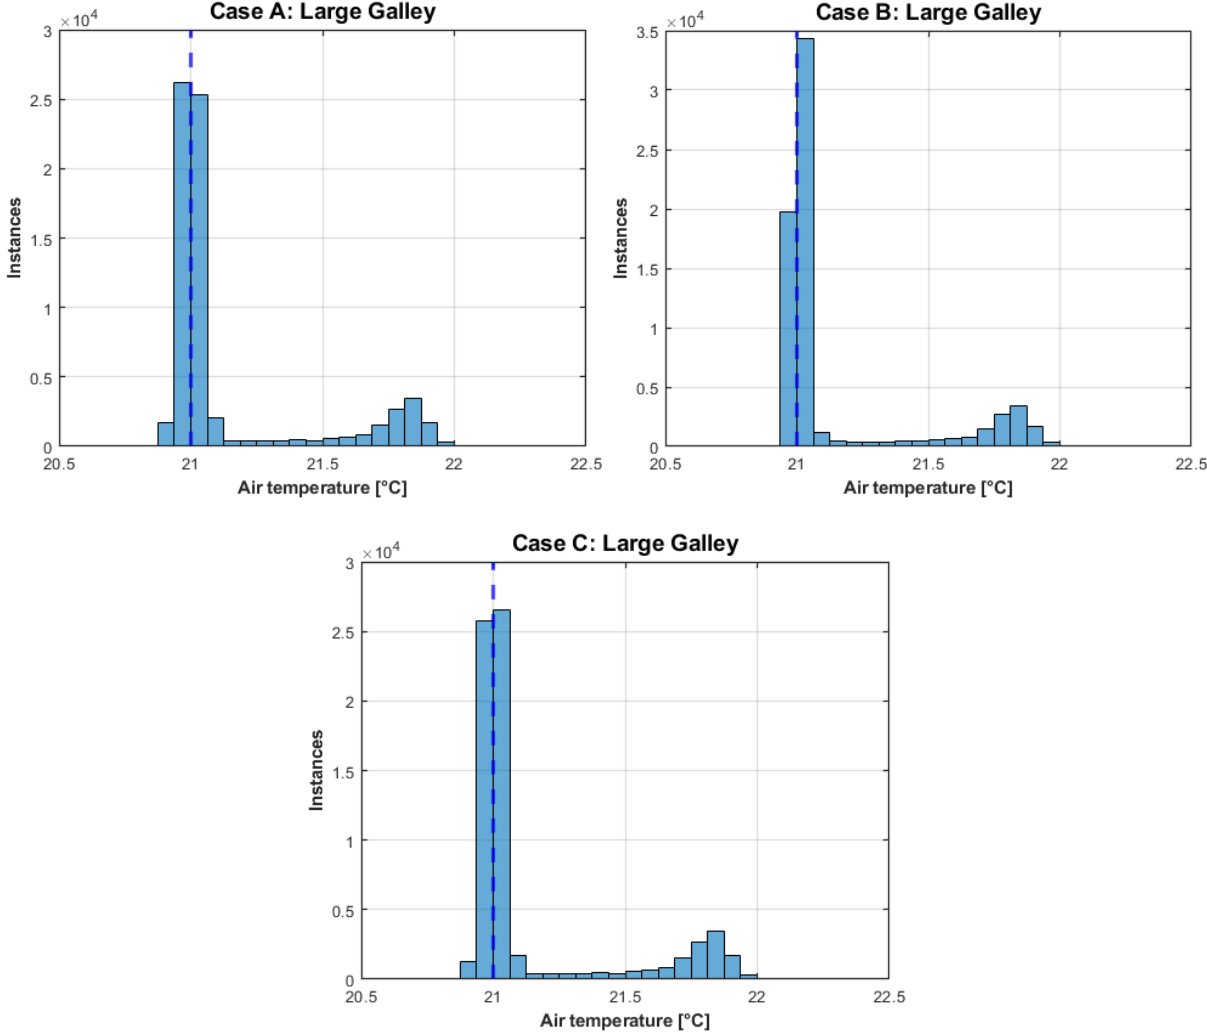 Case A: Large Galley
×10⁴
3
2.5
2
1.5
1
0.5
0
Instances
20.5 21 21.5 22 22.5
Air temperature [°C]
Case B: Large Galley
×10⁴
3.5
3
2.5
2
1.5
1
0.5
0
Instances
20.5 21 21.5 22 22.5
Air temperature [°C]
Case C: Large Galley
×10⁴
3
2.5
2
1.5
1
0.5
0
Instances
20.5 21 21.5 22 22.5
Air temperature [°C]